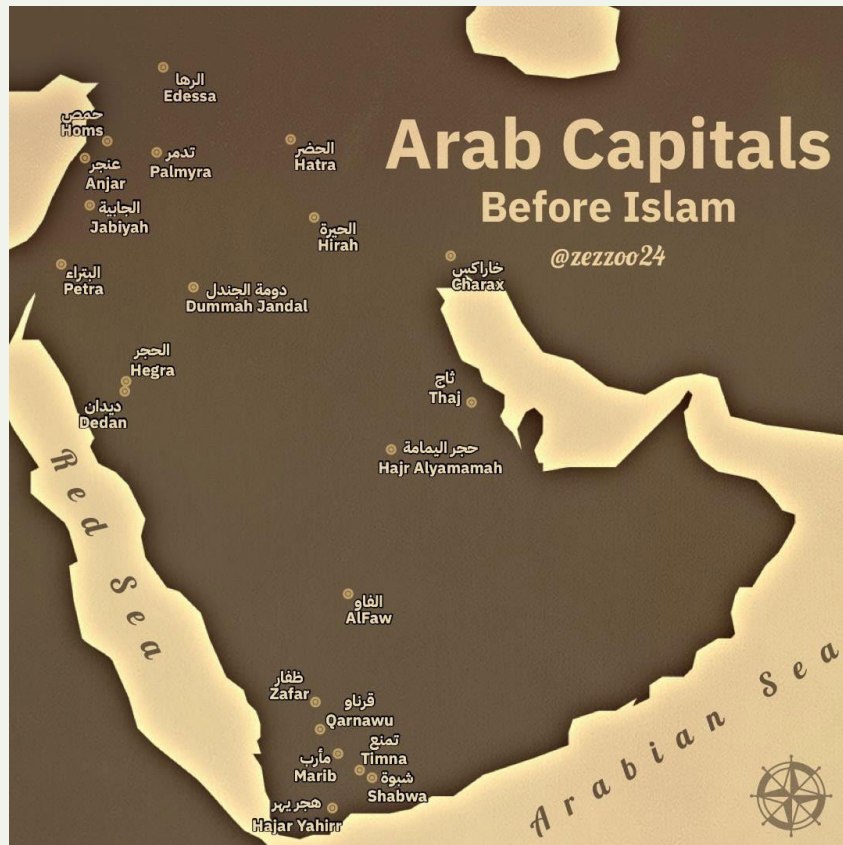 Arab Capitals
Before Islam
@zezzoo24
الرها
Edessa
حمص
Homs
تدمر
Palmyra
الحضر
Hatra
عنجر
Anjar
الجابية
Jabiyah
الحيرة
Hirah
البتراء
Petra
دومة الجندل
Dummah Jandal
خاراكس
Charax
الحجر
Hegra
ديدان
Dedan
ثاج
Thaj
حجر اليمامة
Hajr Alyamamah
Red Sea
الفاو
AlFaw
ظفار
Zafar
قرناو
Qarnawu
تمنع
Timna
مأرب
Marib
شبوة
Shabwa
هجر يهر
Hajar Yahirr
Arabian Sea